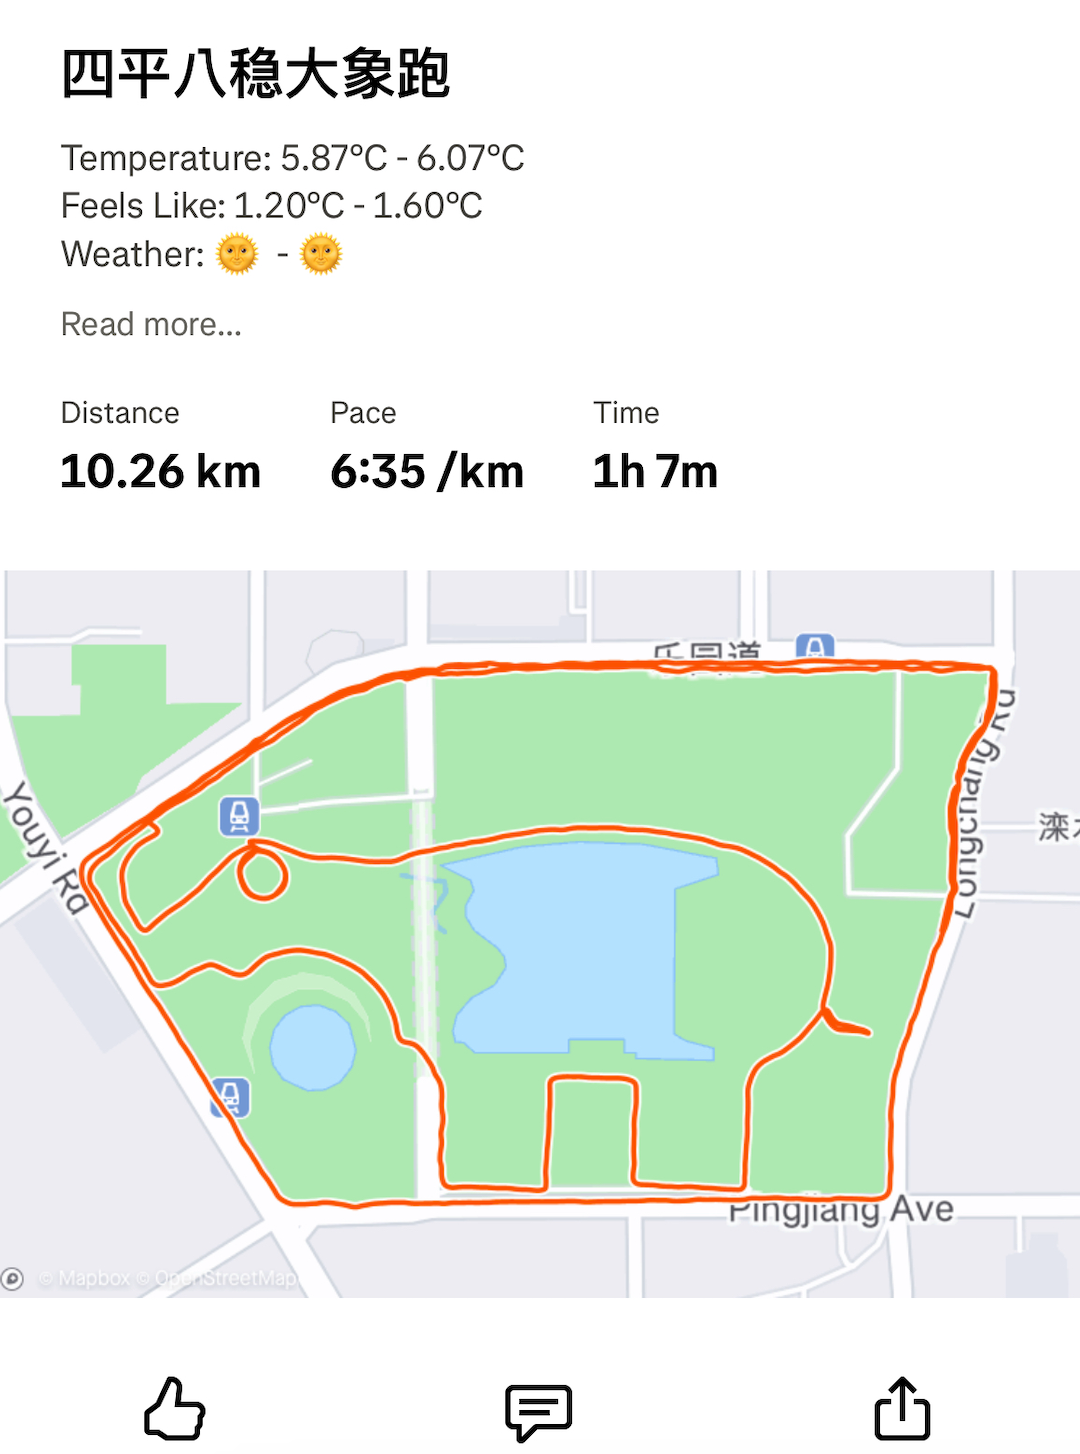 四平八稳大象跑
Temperature: 5.87°C - 6.07°C
Feels Like: 1.20°C - 1.60°C
Weather: 🌞 - 🌞
Read more...
Distance Pace Time
10.26 km 6:35 /km 1h 7m
乐园道
Longchang Rd
Youyi Rd
滦
Pingjiang Ave
© Mapbox © OpenStreetMap